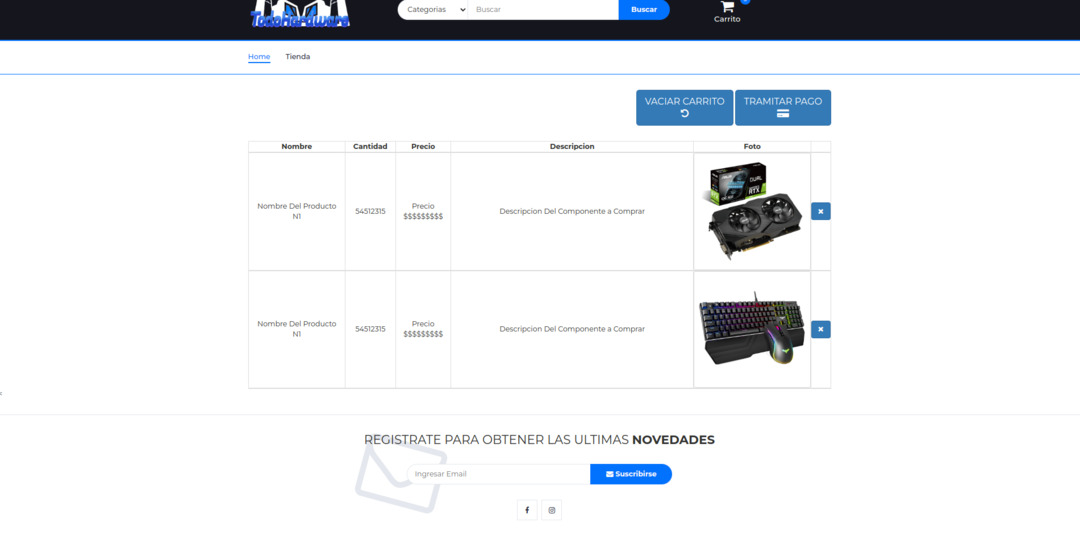 TodoHardware
Categorias
Buscar
Buscar
Carrito
Home
Tienda
VACIAR CARRITO
TRAMITAR PAGO
Nombre
Cantidad
Precio
Descripcion
Foto
Nombre Del Producto
N1
54512315
Precio
$$$$$$$$$
Descripcion Del Componente a Comprar
DUAL
RTX
Nombre Del Producto
N1
54512315
Precio
$$$$$$$$$
Descripcion Del Componente a Comprar
REGISTRATE PARA OBTENER LAS ULTIMAS NOVEDADES
Ingresar Email
Suscribirse